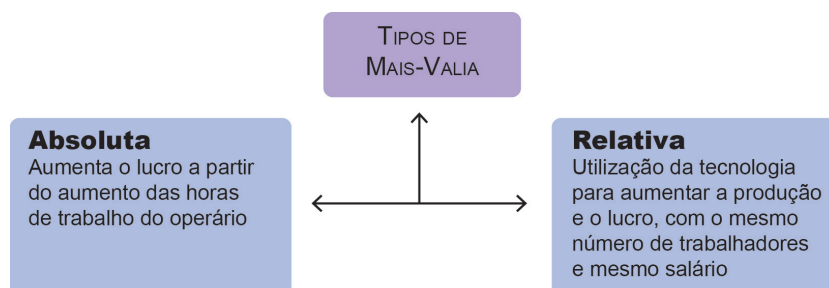 Tipos de
Mais-Valia
Absoluta
Aumenta o lucro a partir
do aumento das horas
de trabalho do operário
Relativa
Utilização da tecnologia
para aumentar a produção
e o lucro, com o mesmo
número de trabalhadores
e mesmo salário